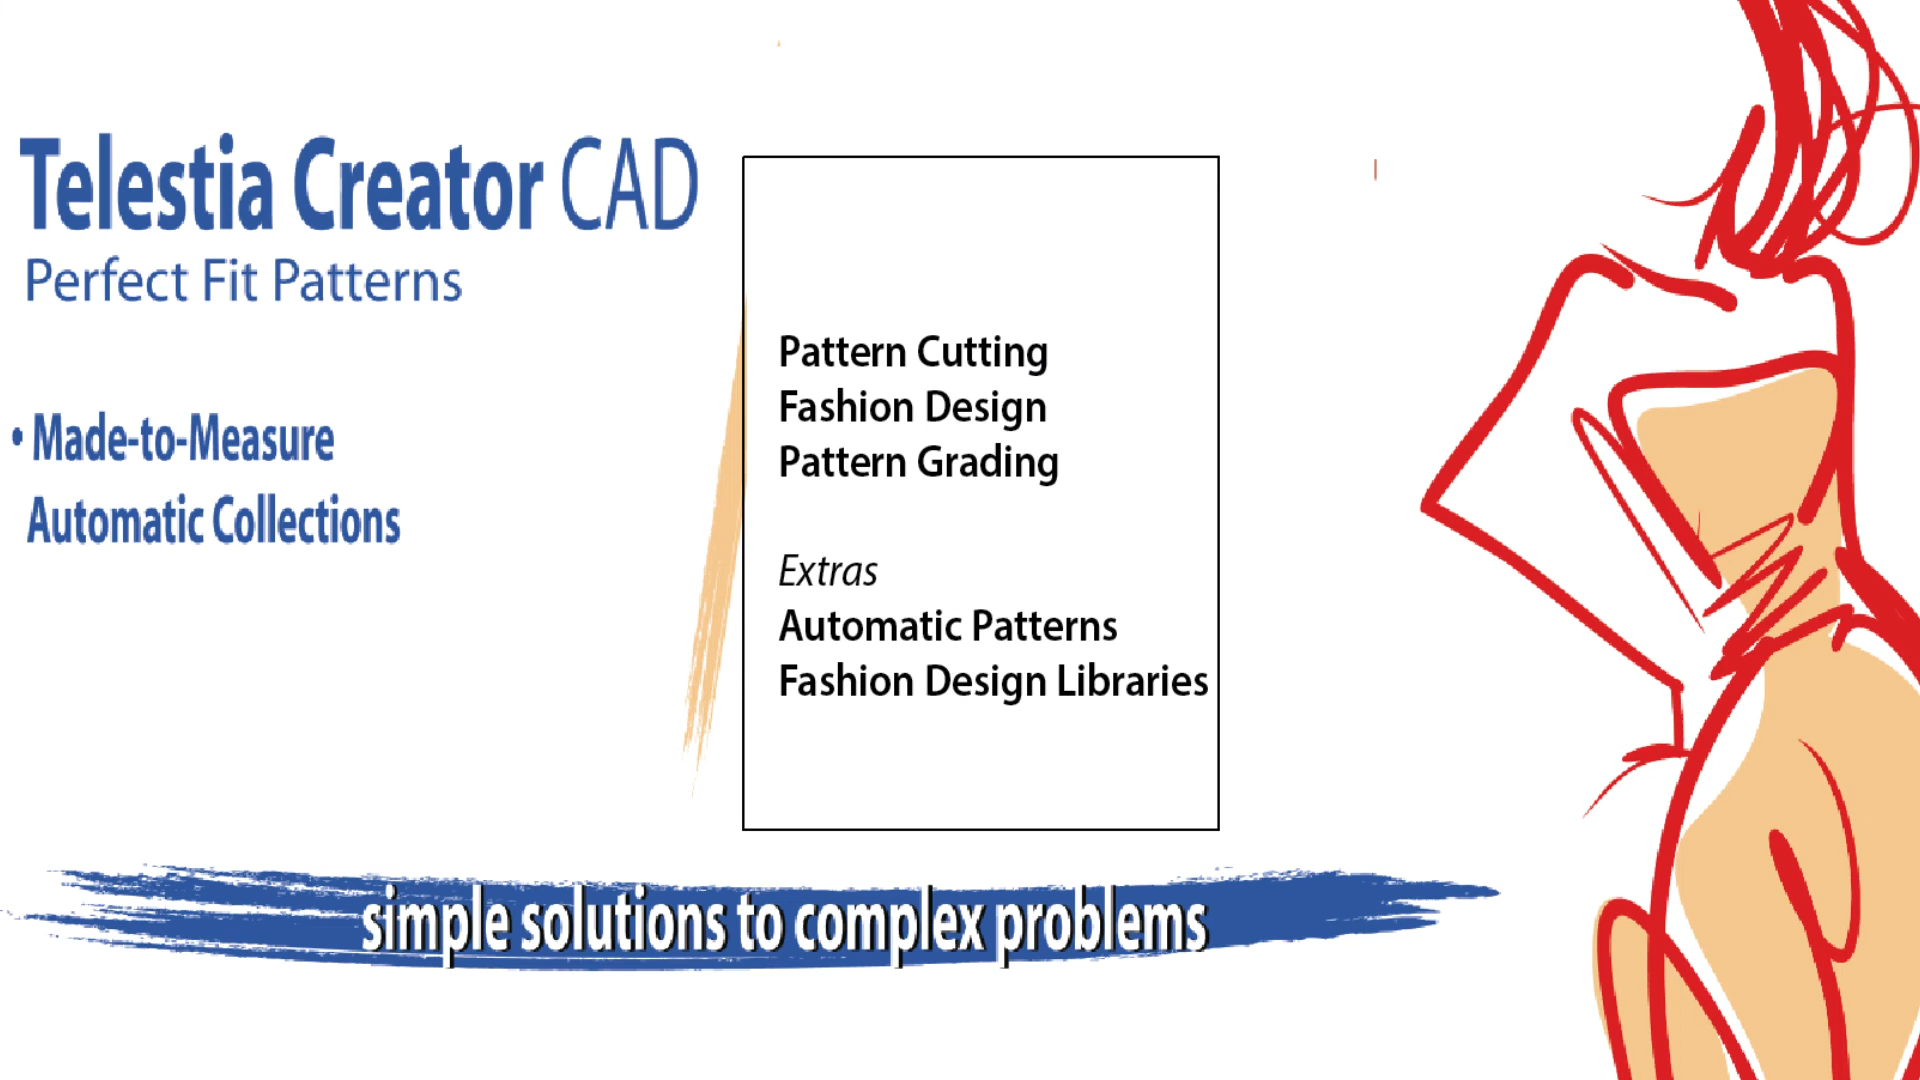 Telestia Creator CAD
Perfect Fit Patterns
• Made-to-Measure
Automatic Collections
Pattern Cutting
Fashion Design
Pattern Grading
Extras
Automatic Patterns
Fashion Design Libraries
simple solutions to complex problems